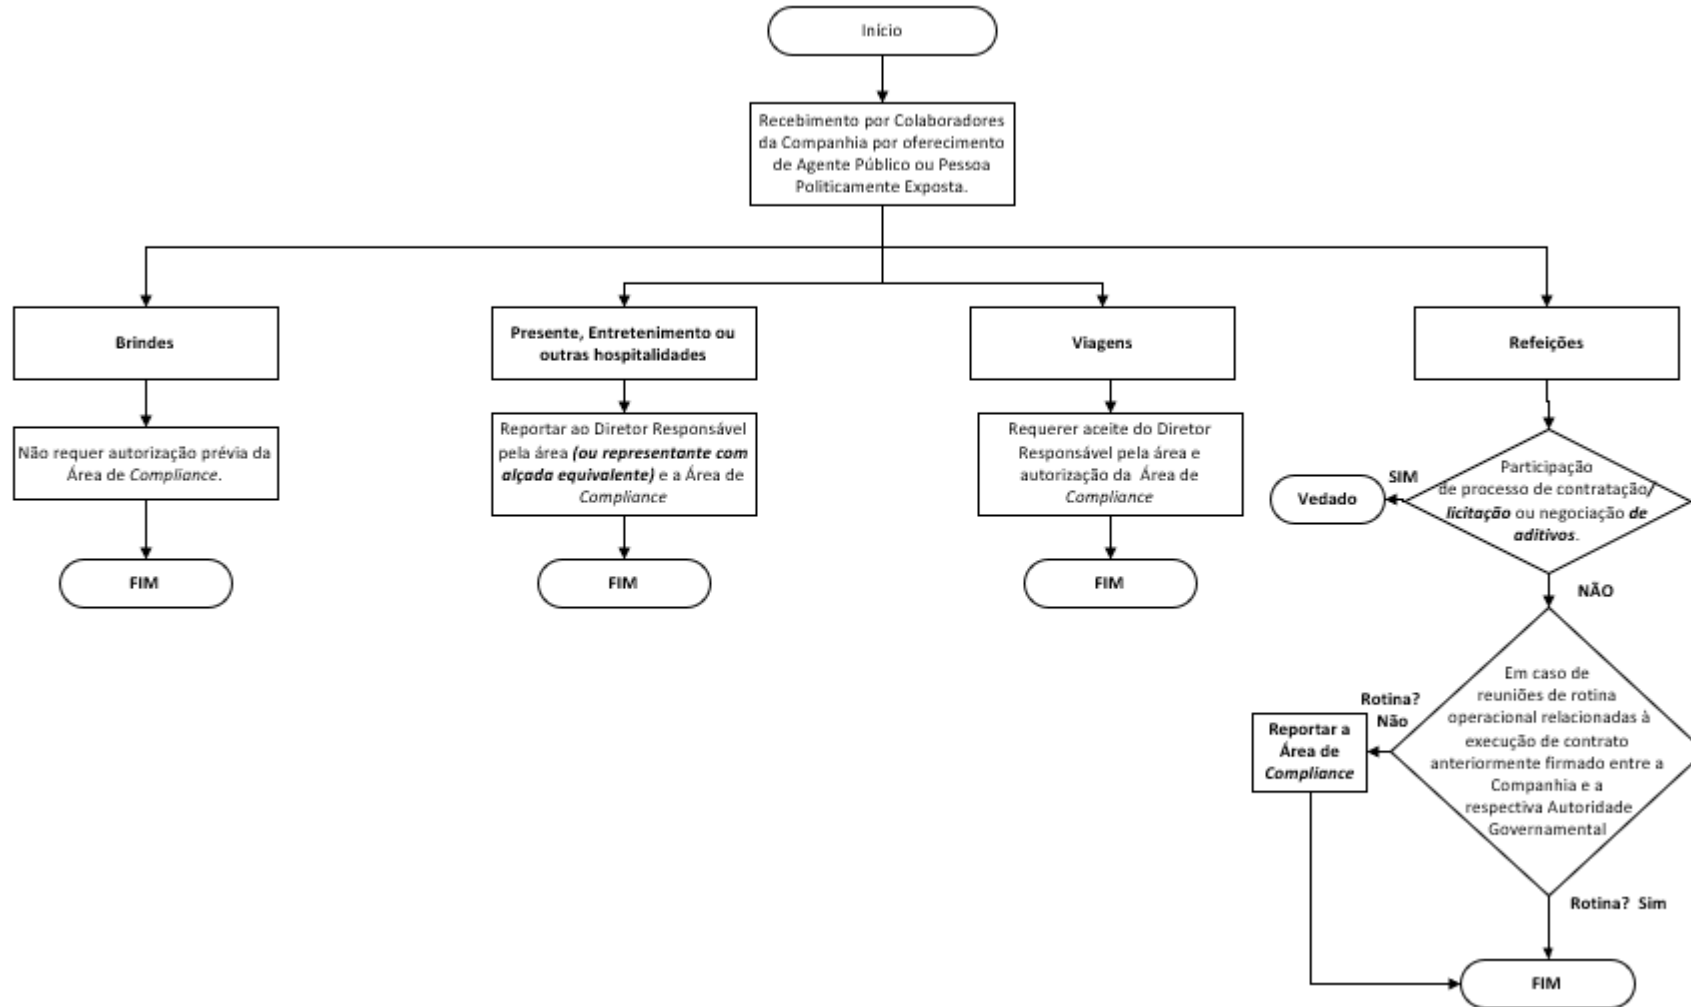 Início
Recebimento por Colaboradores
da Companhia por oferecimento
de Agente Público ou Pessoa
Politicamente Exposta.
Brindes
Não requer autorização prévia da
Área de Compliance.
FIM
Presente, Entretenimento ou
outras hospitalidades
Reportar ao Diretor Responsável
pela área (ou representante com
alçada equivalente) e a Área de
Compliance
FIM
Viagens
Requerer aceite do Diretor
Responsável pela área e
autorização da Área de
Compliance
FIM
Refeições
Participação
de processo de contratação/
licitação ou negociação de
aditivos.
SIM
Vedado
NÃO
Em caso de
reuniões de rotina
operacional relacionadas à
execução de contrato
anteriormente firmado entre a
Companhia e a
respectiva Autoridade
Governamental
Rotina?
Não
Reportar a
Área de
Compliance
Rotina? Sim
FIM